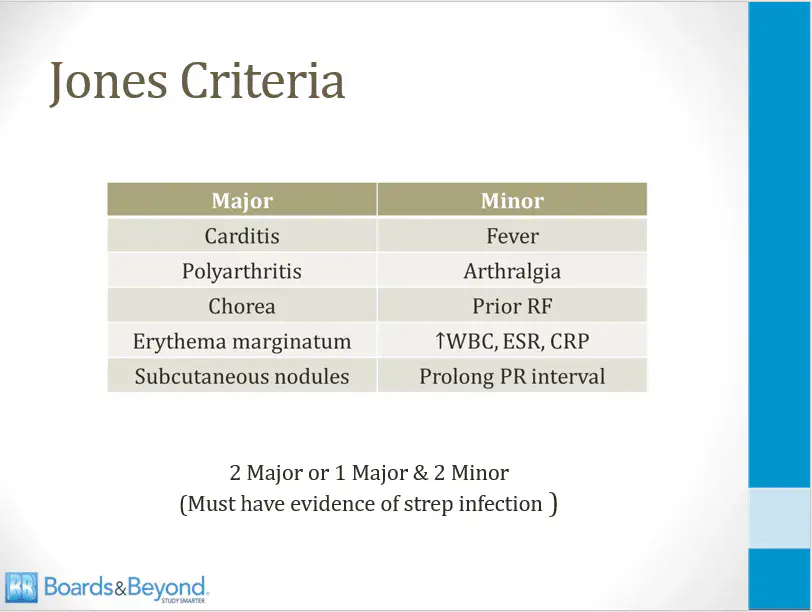 Jones Criteria
Major Minor
Carditis Fever
Polyarthritis Arthralgia
Chorea Prior RF
Erythema marginatum ↑WBC, ESR, CRP
Subcutaneous nodules Prolong PR interval
2 Major or 1 Major & 2 Minor
(Must have evidence of strep infection )
BB Boards&Beyond.
STUDY SMARTER